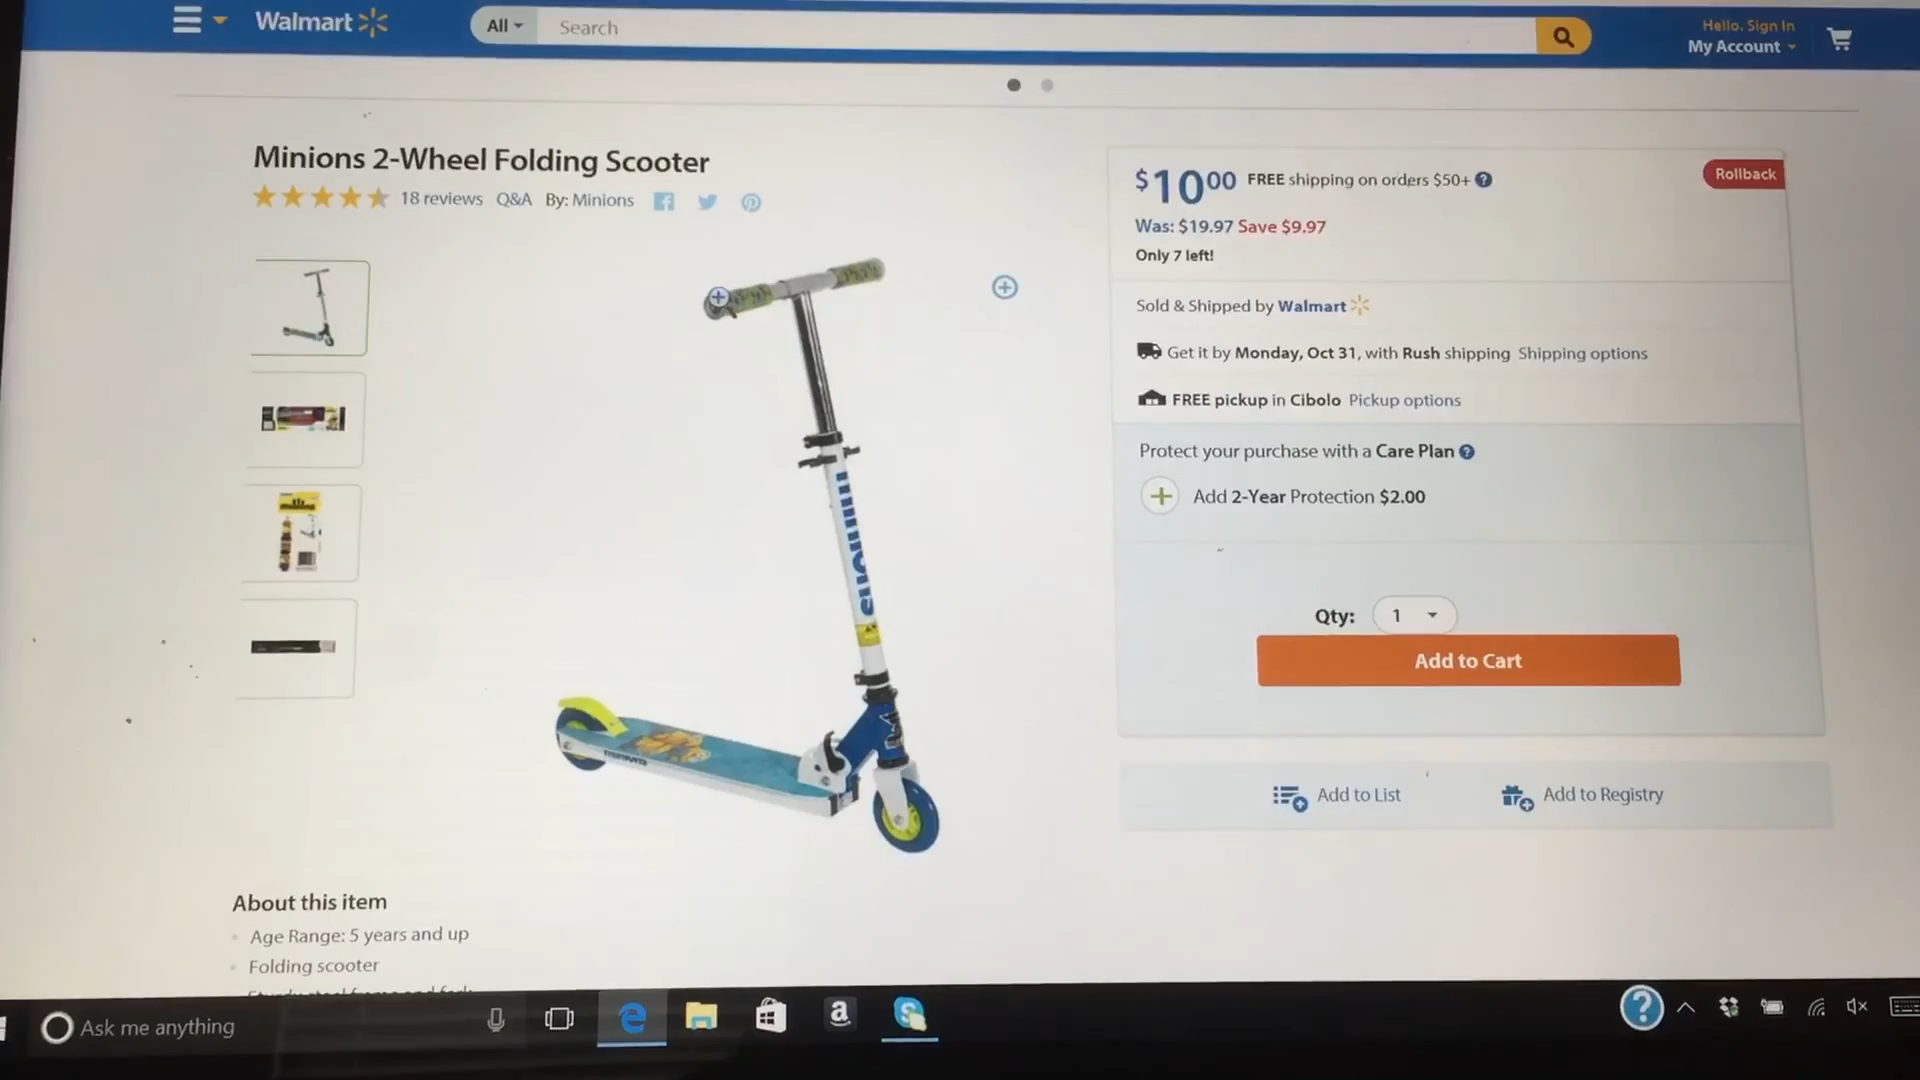 Walmart
All
Search
Hello. Sign In
My Account
Minions 2-Wheel Folding Scooter
18 reviews Q&A By: Minions
$10.00 FREE shipping on orders $50+
Rollback
Was: $19.97 Save $9.97
Only 7 left!
Sold & Shipped by Walmart
Get it by Monday, Oct 31, with Rush shipping Shipping options
FREE pickup in Cibolo Pickup options
Protect your purchase with a Care Plan
Add 2-Year Protection $2.00
minions
Qty: 1
Add to Cart
Add to List
Add to Registry
About this item
Age Range: 5 years and up
Folding scooter
Ask me anything